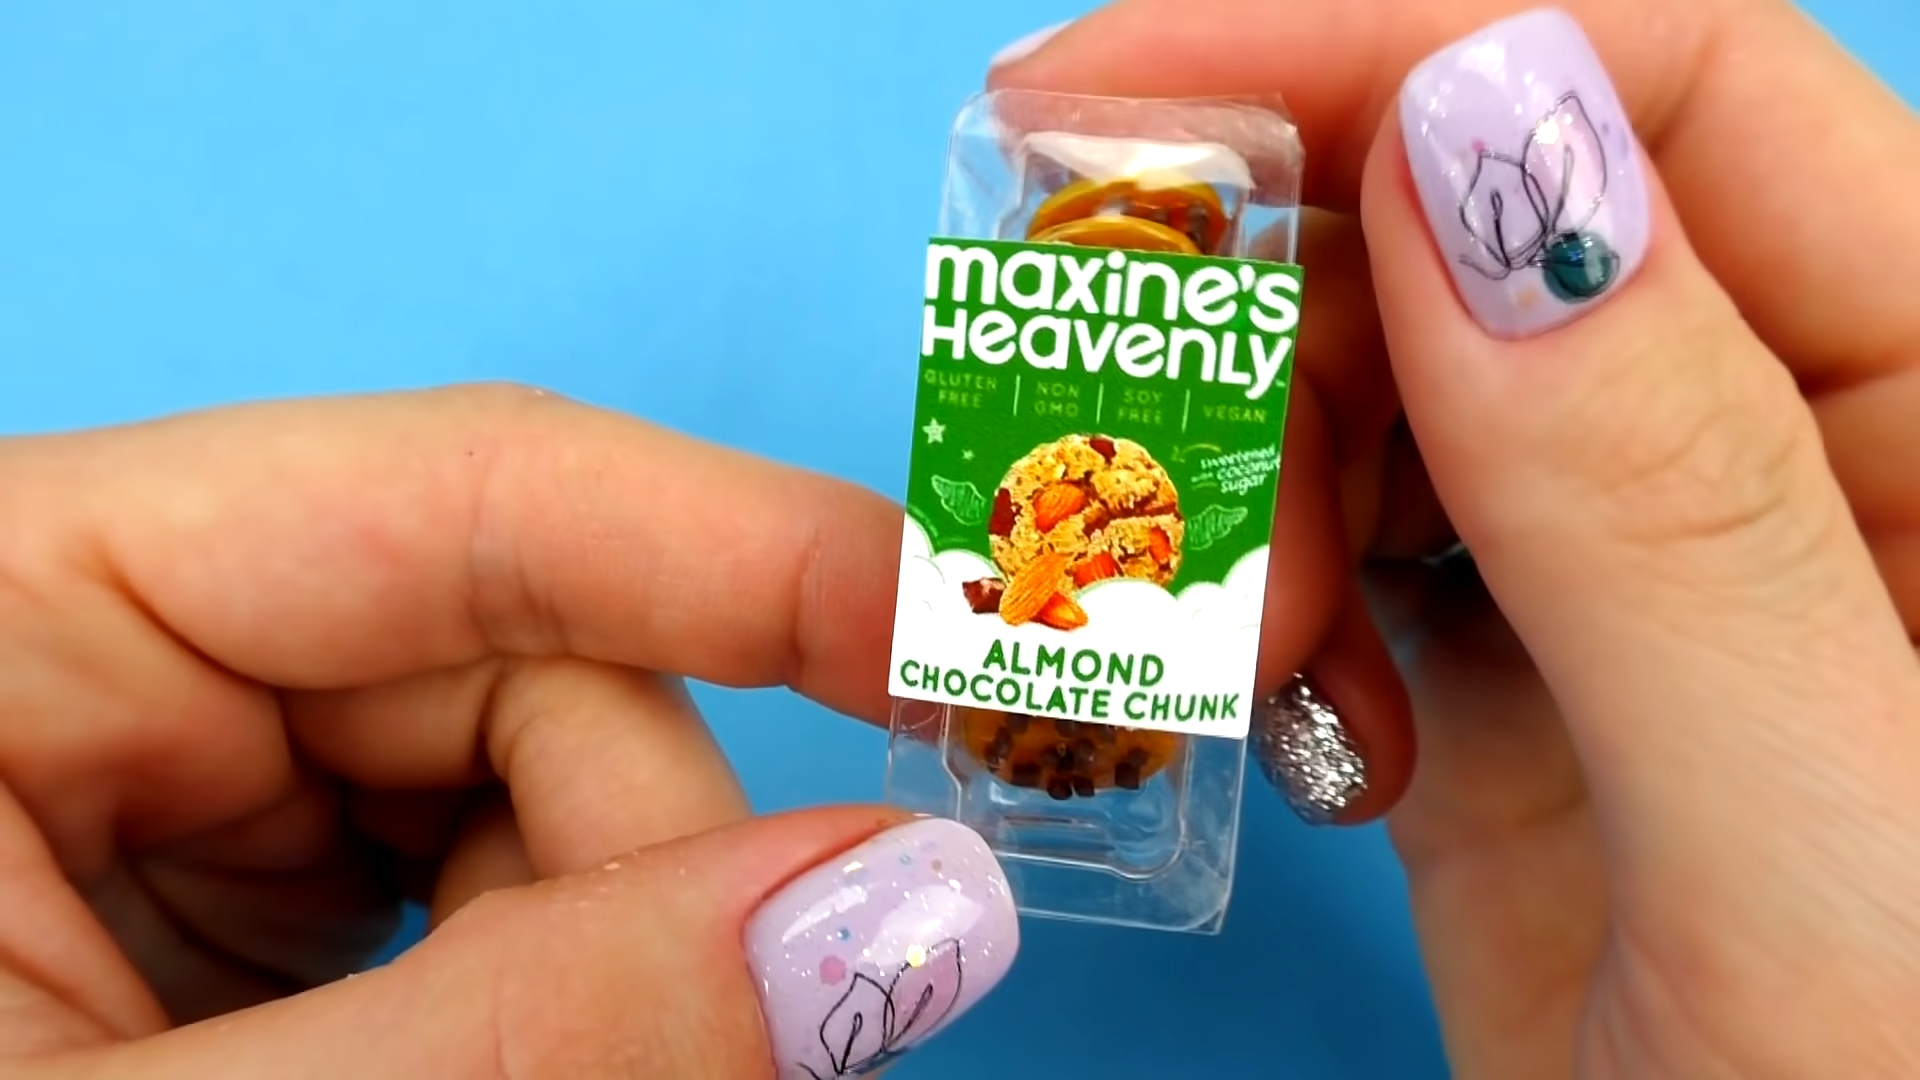 maxine's
Heavenly
GLUTEN FREE | NON GMO | SOY FREE | VEGAN
sweetened
with coconut
sugar
ALMOND
CHOCOLATE CHUNK